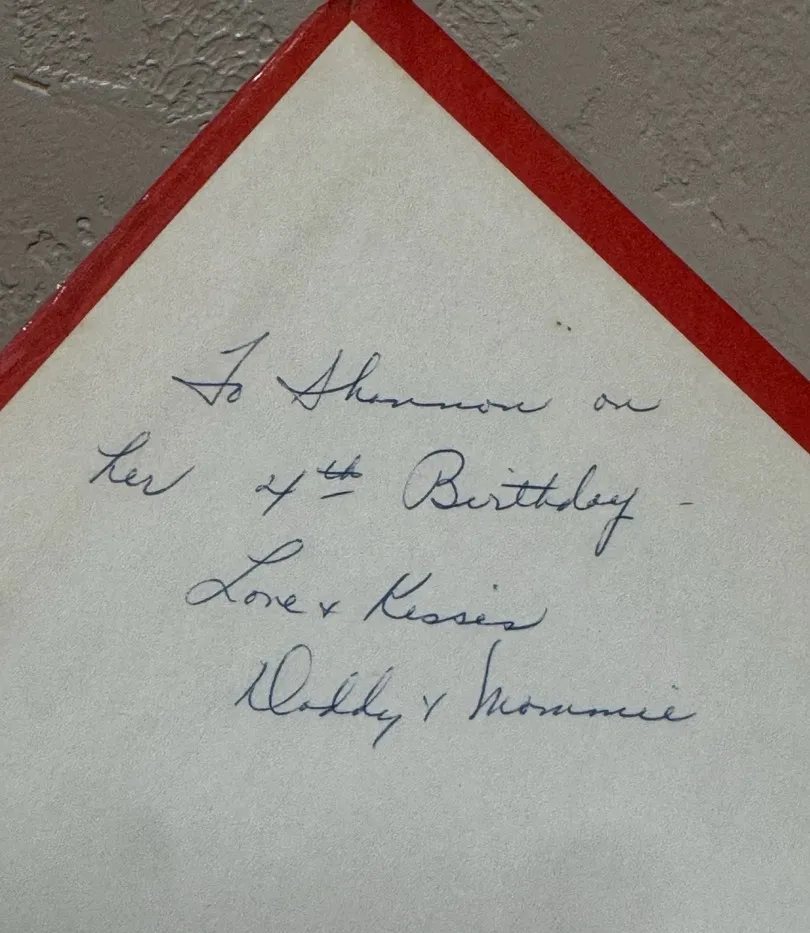 To Shannon on
her 4th Birthday -
Love & Kisses
Daddy & Mommie